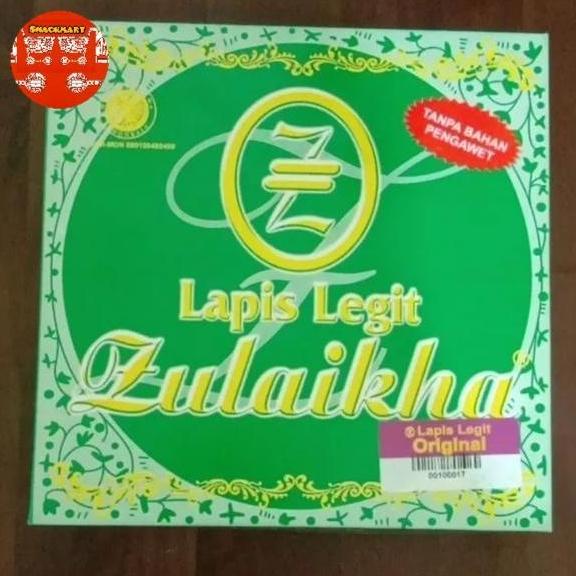 SNACKMART
TANPA BAHAN
PENGAWET
Z
Lapis Legit
Zulaikha®
Lapis Legit
Original
00100017